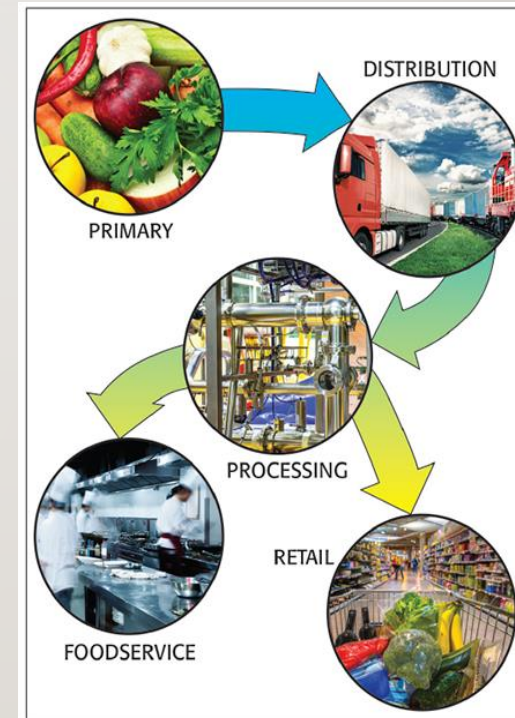 PRIMARY
DISTRIBUTION
PROCESSING
FOODSERVICE
RETAIL